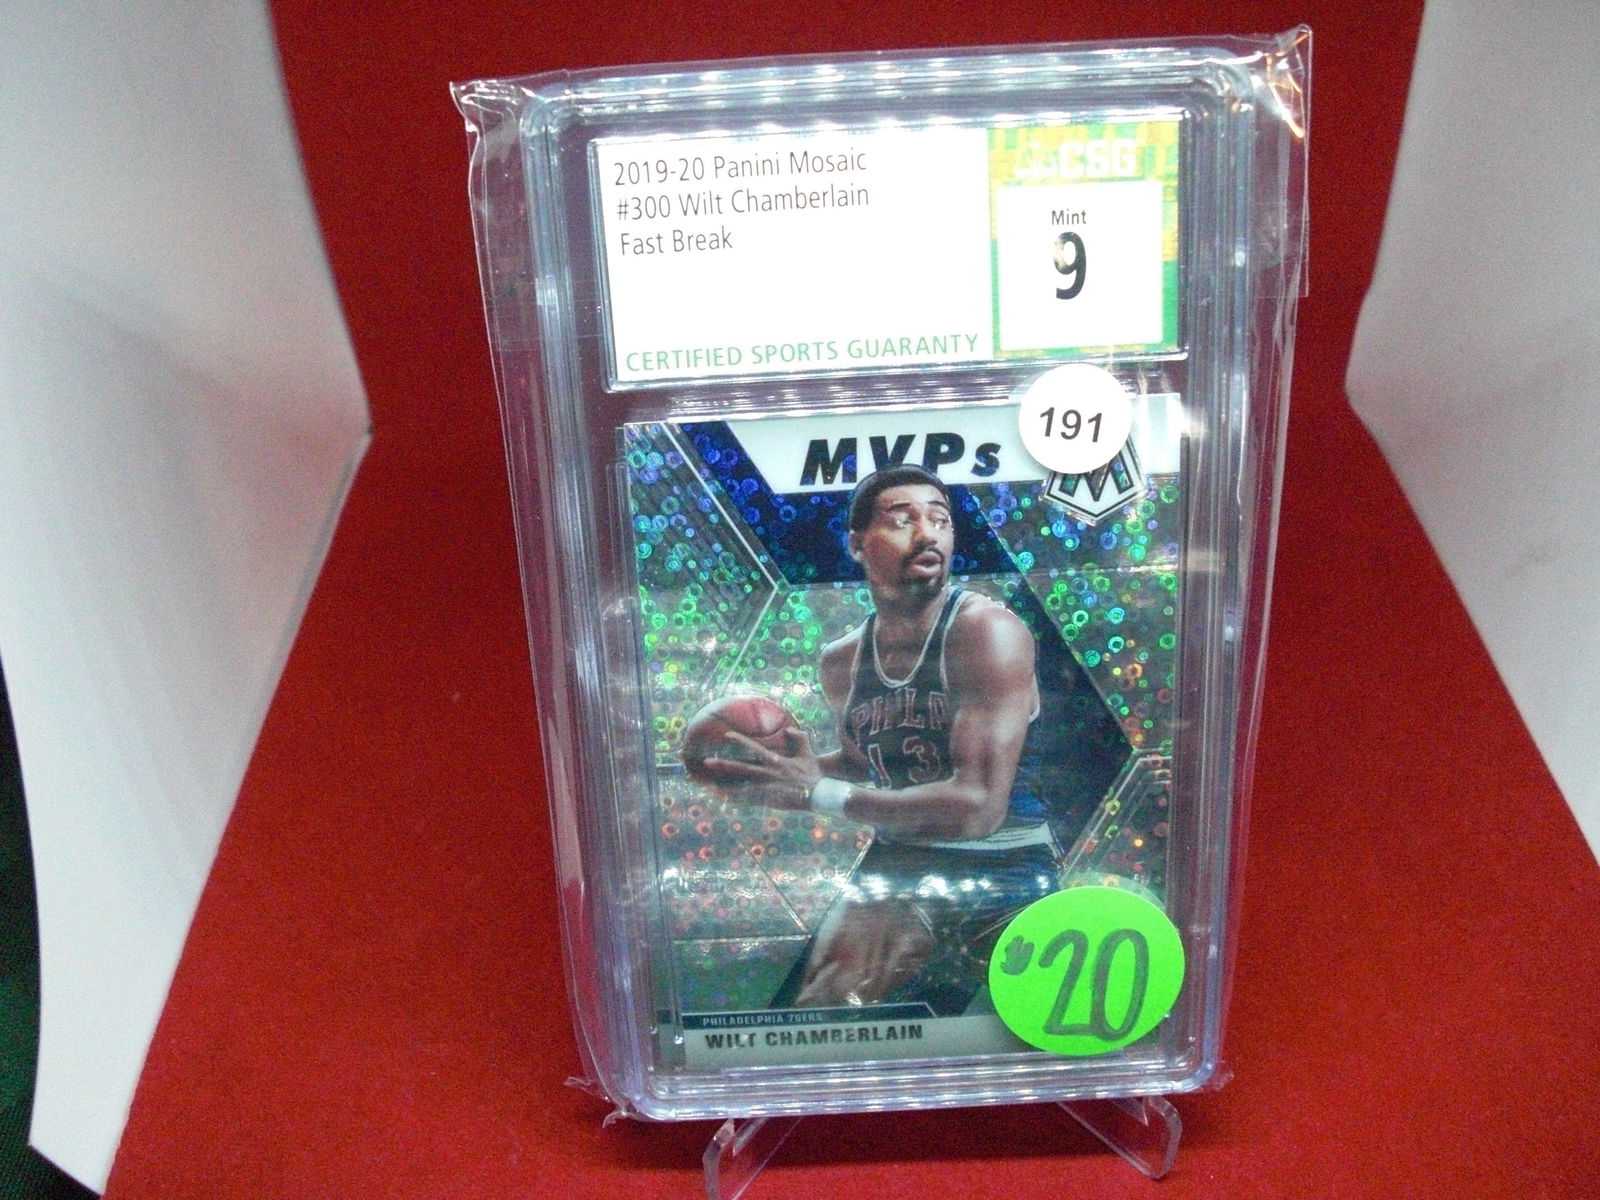 2019-20 Panini Mosaic
#300 Wilt Chamberlain
Fast Break
CERTIFIED SPORTS GUARANTY
CSG
Mint
9
191
MVPs
M
PHILA
13
$20
PHILADELPHIA 76ERS
WILT CHAMBERLAIN